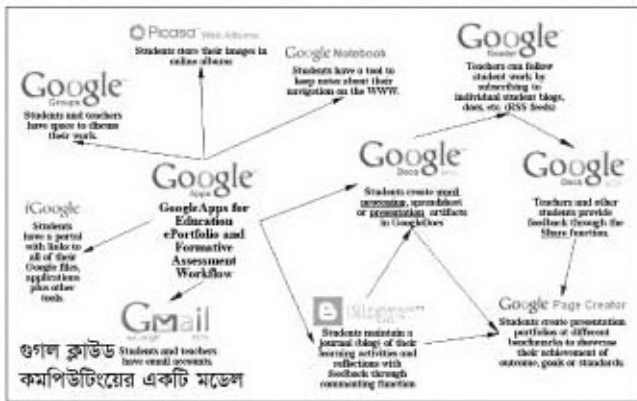 Picasa Web Albums
Students store their images in
online albums
Google Notebook
Students have a tool to
keep notes about their
navigation on the WWW.
Google
Reader
Teachers can follow
student work by
subscribing to
individual student blogs,
docs, etc. (RSS feeds)
Google
Groups
Students and teachers
have space to discuss
their work.
Google
Apps
GoogleApps for
Education
ePortfolio and
Formative
Assessment
Workflow
Google
Docs
Students create word
processing, spreadsheet
or presentation artifacts
in GoogleDocs
Google
Docs
Teachers and other
students provide
feedback through the
Share function.
iGoogle
Students
have a portal
with links to
all of their
Google files,
applications
plus other
tools.
Gmail
Students and teachers
have email accounts.
Blogger
Students maintain a
journal (blog) of their
learning activities and
reflections with
feedback through
commenting function
Google Page Creator
Students create presentation
portfolios at different
benchmarks to showcase
their achievement of
outcome, goals or standards.
গুগল ক্লাউড
কমপিউটিংয়ের একটি মডেল